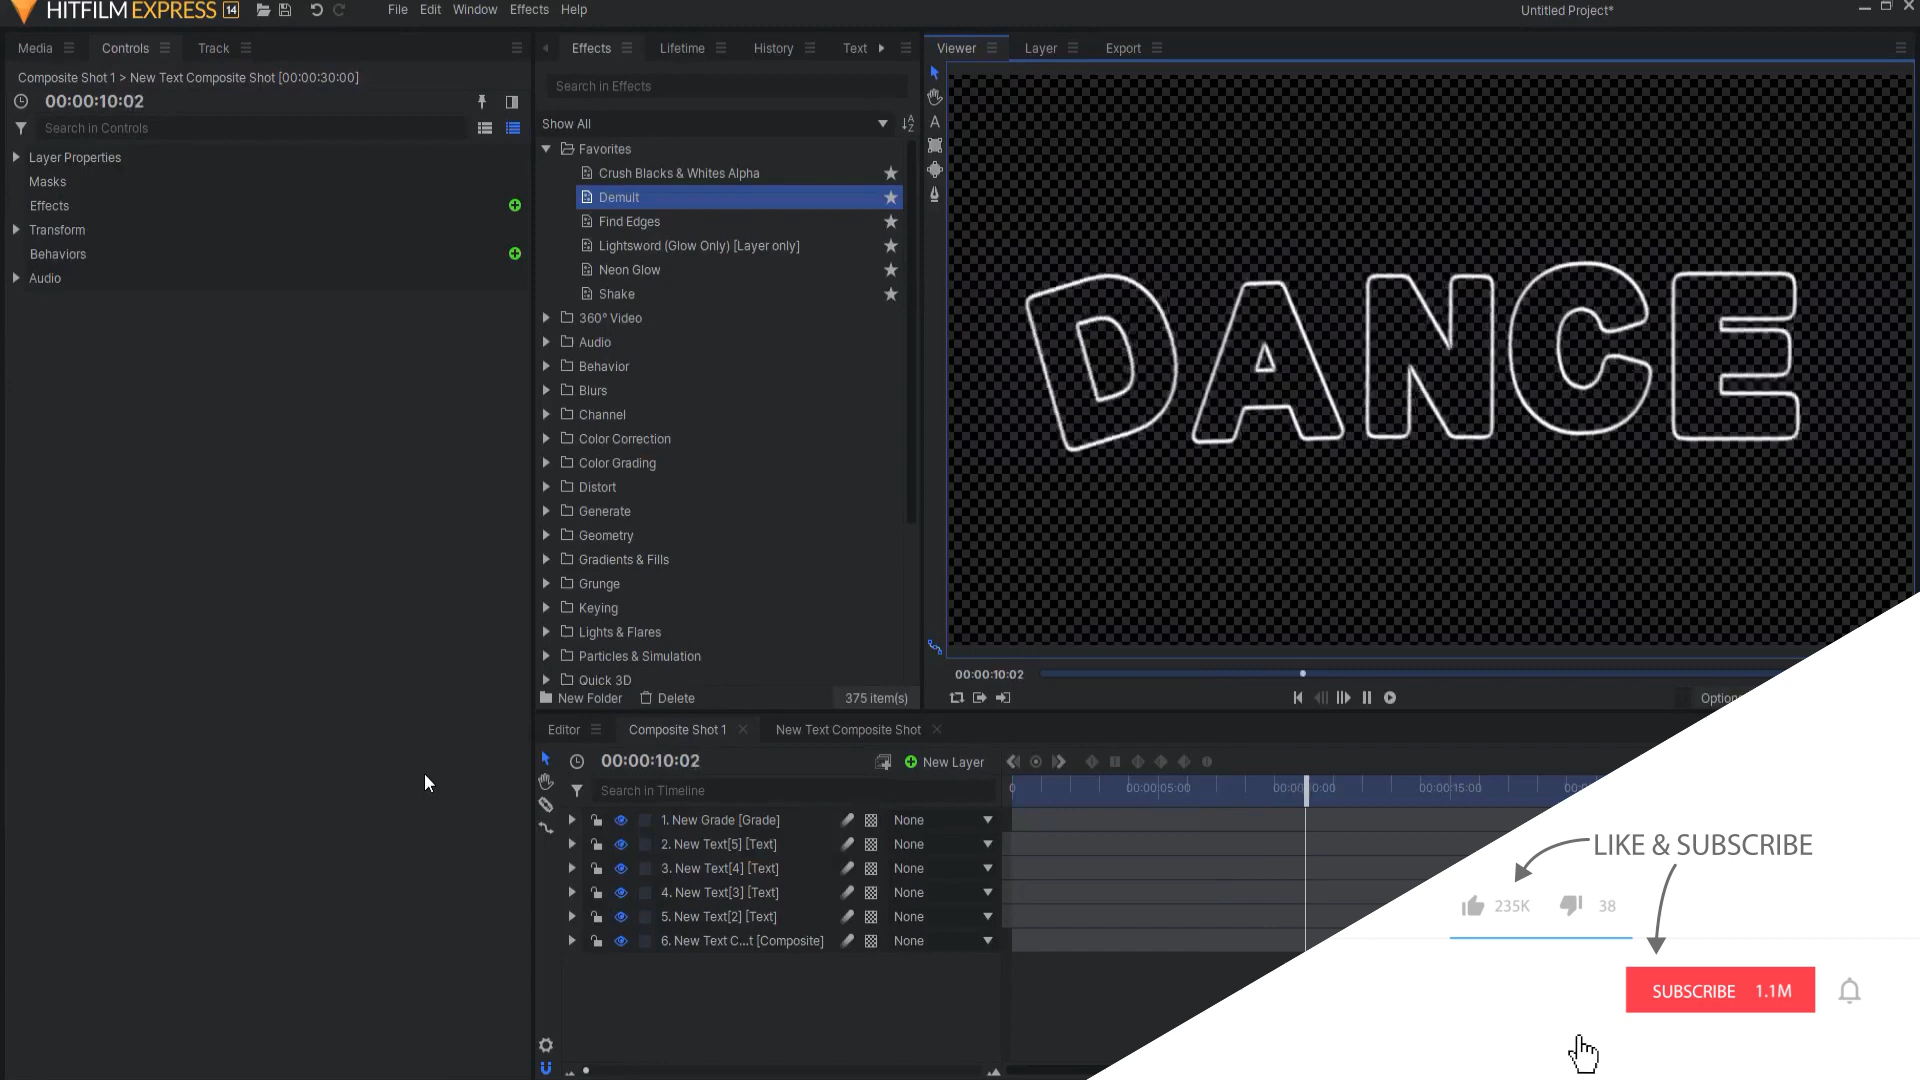 HITFILM EXPRESS 14
File Edit Window Effects Help
Untitled Project*
Media Controls Track
Effects Lifetime History Text
Viewer Layer Export
Composite Shot 1 > New Text Composite Shot [00:00:30:00]
00:00:10:02
Search in Controls
Layer Properties
Masks
Effects
Transform
Behaviors
Audio
Search in Effects
Show All
Favorites
Crush Blacks & Whites Alpha
Demult
Find Edges
Lightsword (Glow Only) [Layer only]
Neon Glow
Shake
360° Video
Audio
Behavior
Blurs
Channel
Color Correction
Color Grading
Distort
Generate
Geometry
Gradients & Fills
Grunge
Keying
Lights & Flares
Particles & Simulation
Quick 3D
New Folder Delete 375 item(s)
A
DANCE
00:00:10:02
Editor Composite Shot 1 New Text Composite Shot
00:00:10:02 New Layer
Search in Timeline
0 00:00:05:00 00:00:15:00
1. New Grade [Grade] None
2. New Text[5] [Text] None
3. New Text[4] [Text] None
4. New Text[3] [Text] None
5. New Text[2] [Text] None
6. New Text C...t [Composite] None
LIKE & SUBSCRIBE
235K 38
SUBSCRIBE 1.1M